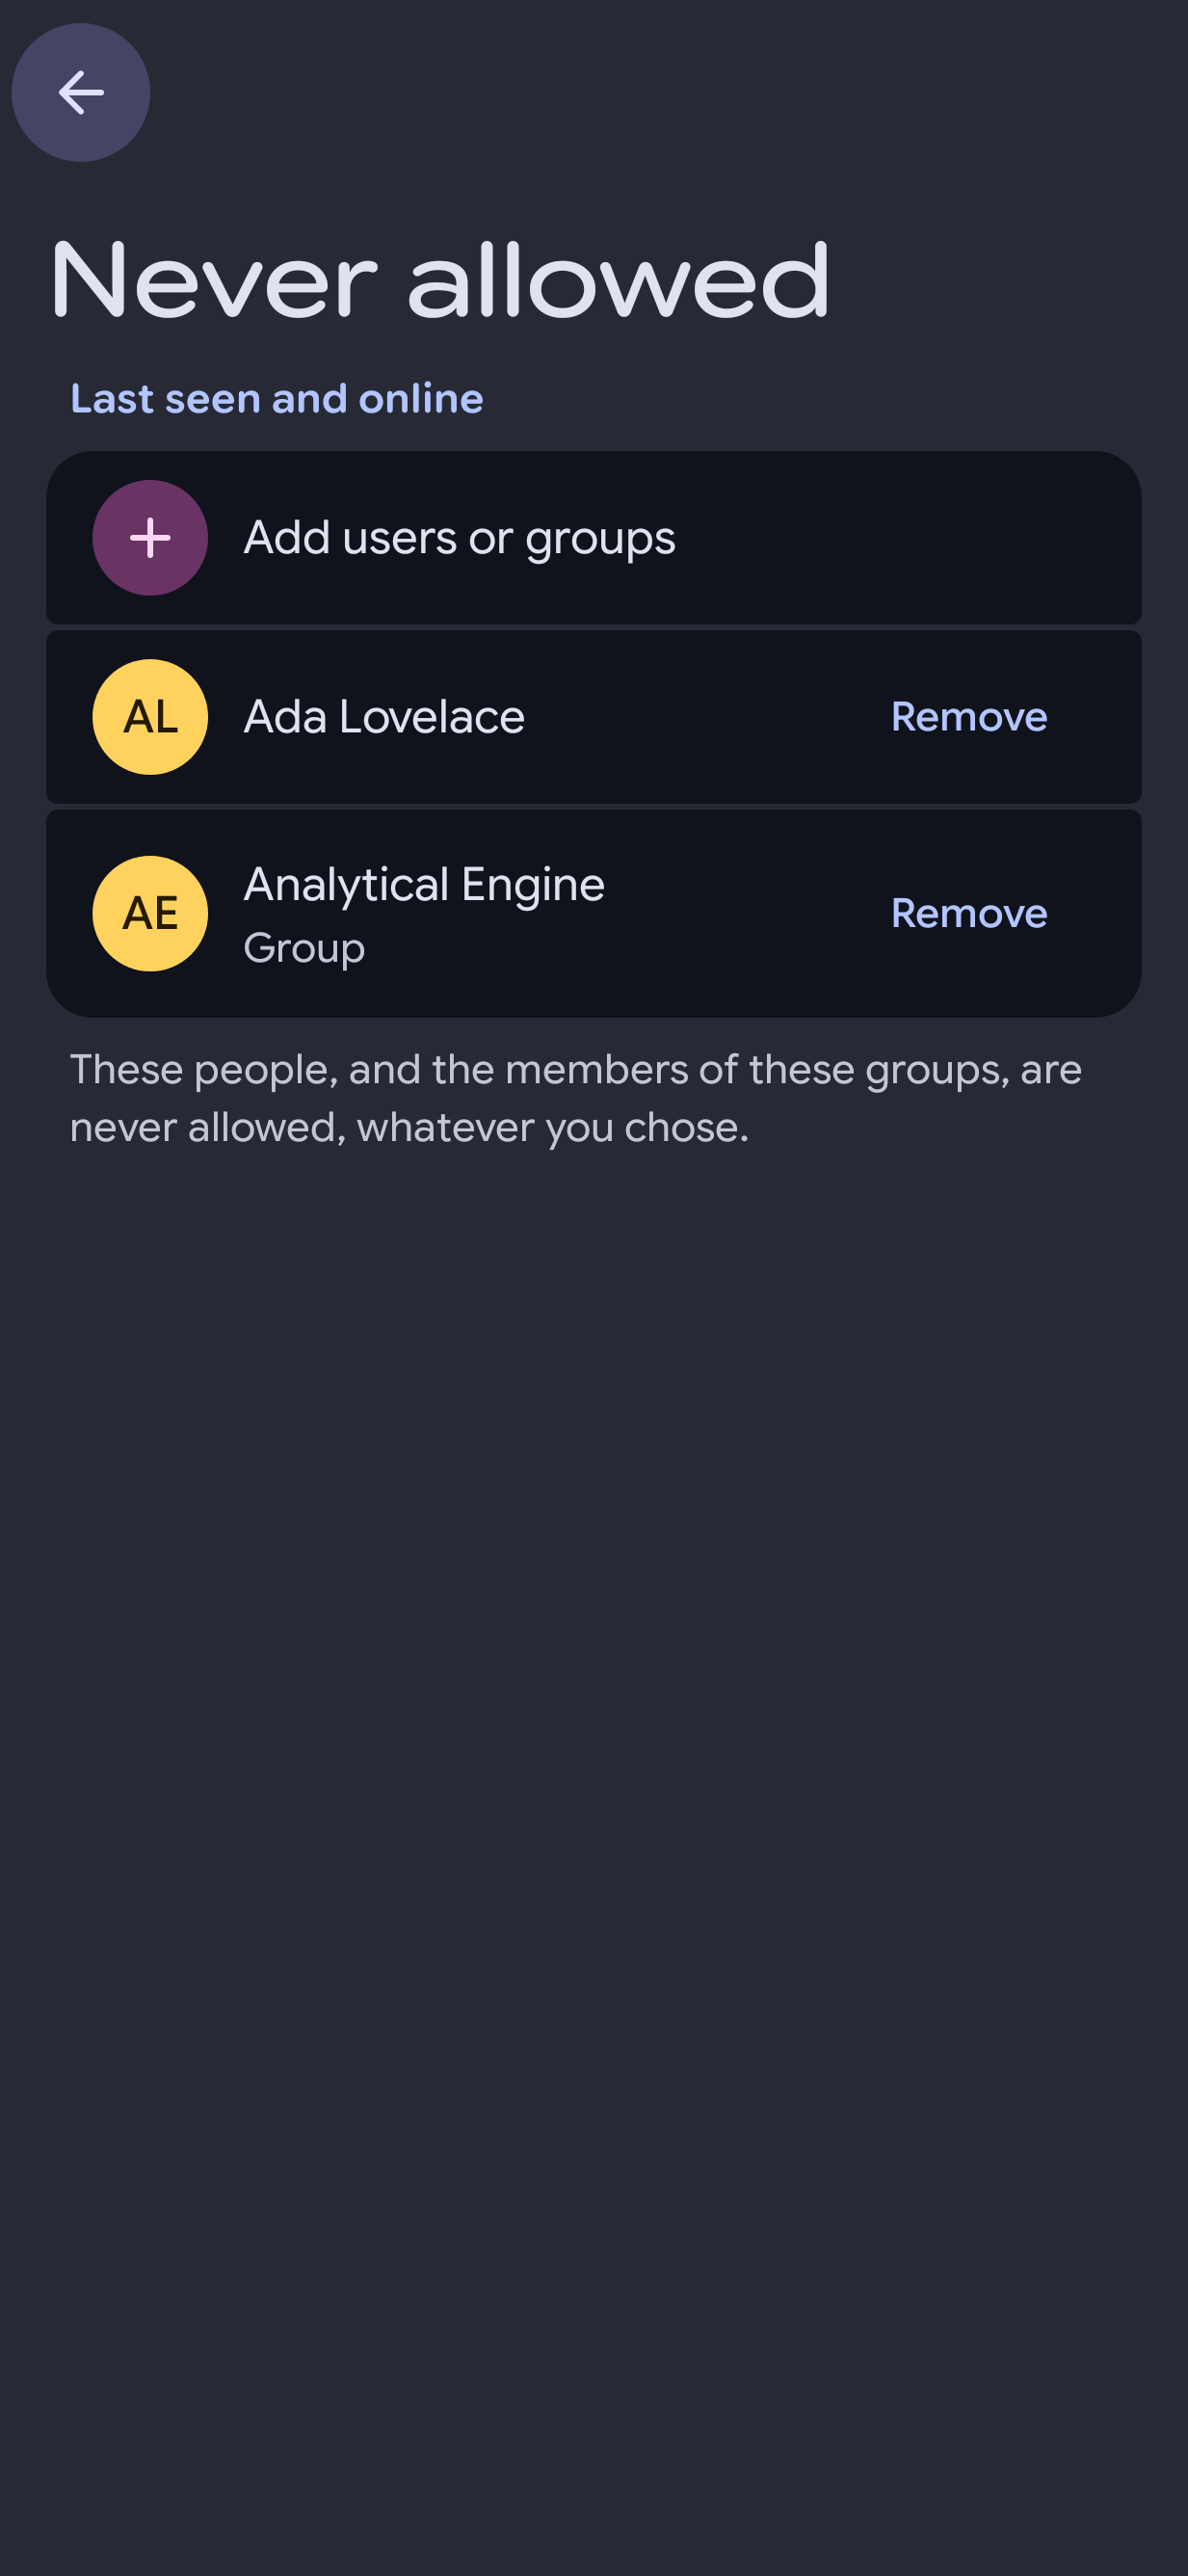 Never allowed
Last seen and online
Add users or groups
AL
Ada Lovelace
Remove
AE
Analytical Engine
Group
Remove
These people, and the members of these groups, are
never allowed, whatever you chose.